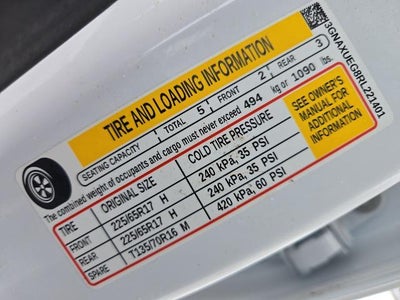 TIRE AND LOADING INFORMATION
SEATING CAPACITY | TOTAL 5 | FRONT 2 | REAR 3
The combined weight of occupants and cargo must never exceed 494 kg or 1090 lbs.
TIRE ORIGINAL SIZE COLD TIRE PRESSURE
FRONT 225/65R17 H 240 kPa, 35 PSI
REAR 225/65R17 H 240 kPa, 35 PSI
SPARE T135/70R16 M 420 kPa, 60 PSI
SEE OWNER'S
MANUAL FOR
ADDITIONAL
INFORMATION
3GNAXUEG8RL221401